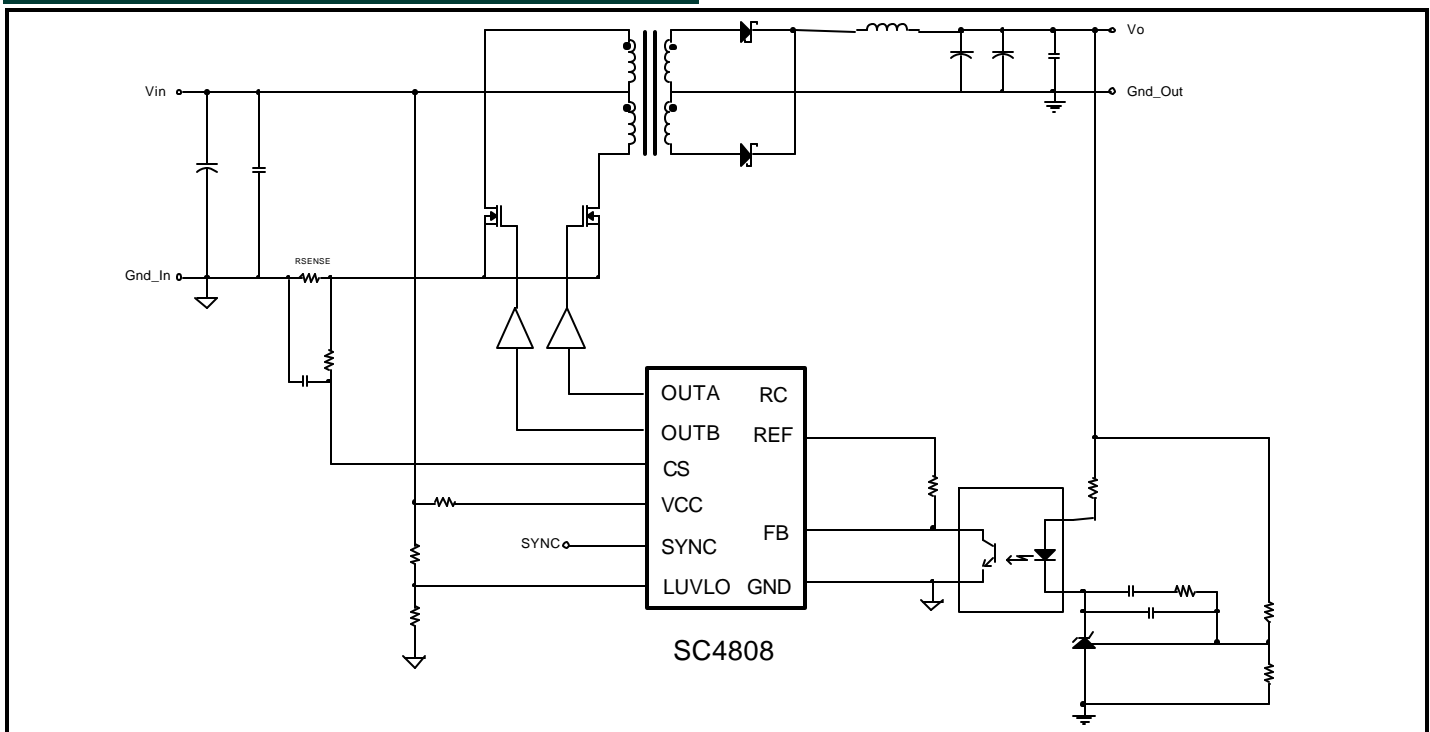 Vo
Vin
Gnd_Out
Gnd_In
RSENSE
OUTA
RC
OUTB
REF
CS
VCC
FB
SYNC
SYNC
LUVLO
GND
SC4808